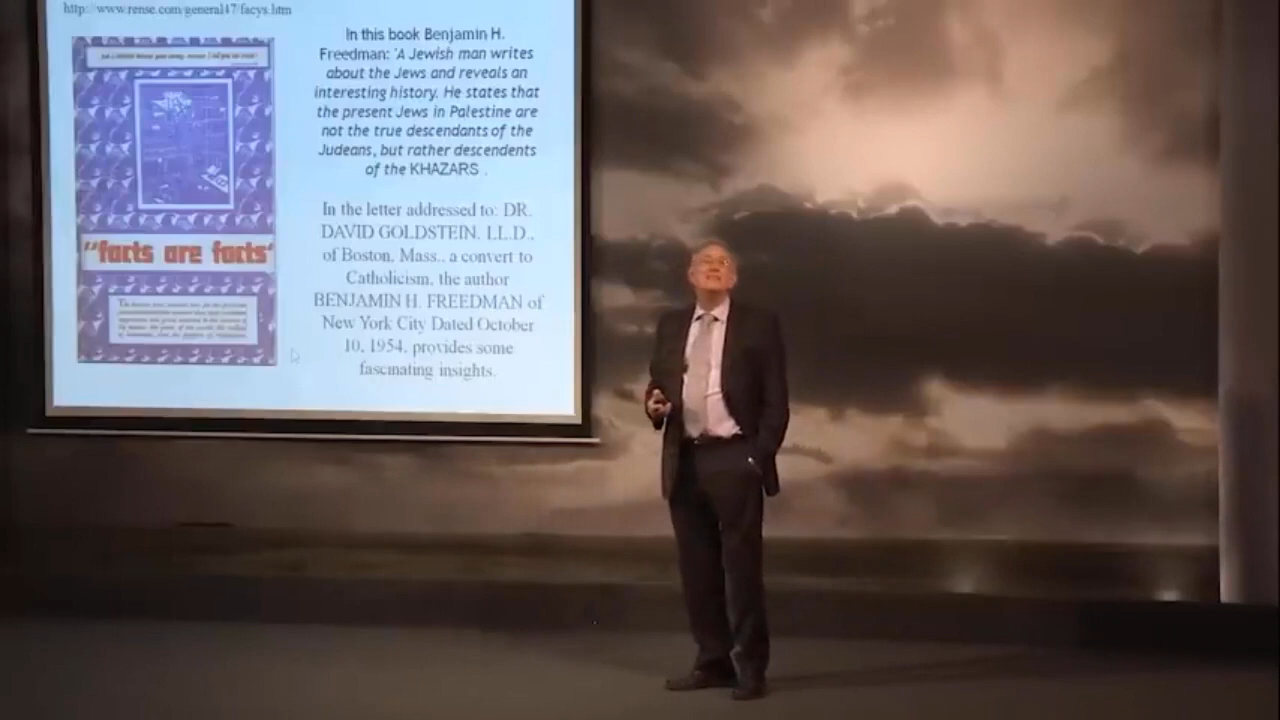 http://www.rense.com/general47/facys.htm
In this book Benjamin H.
Freedman: 'A Jewish man writes
about the Jews and reveals an
interesting history. He states that
the present Jews in Palestine are
not the true descendants of the
Judeans, but rather descendents
of the KHAZARS .
In the letter addressed to: DR.
DAVID GOLDSTEIN, LL.D.,
of Boston, Mass., a convert to
Catholicism, the author
BENJAMIN H. FREEDMAN of
New York City Dated October
10, 1954, provides some
fascinating insights.
"facts are facts"